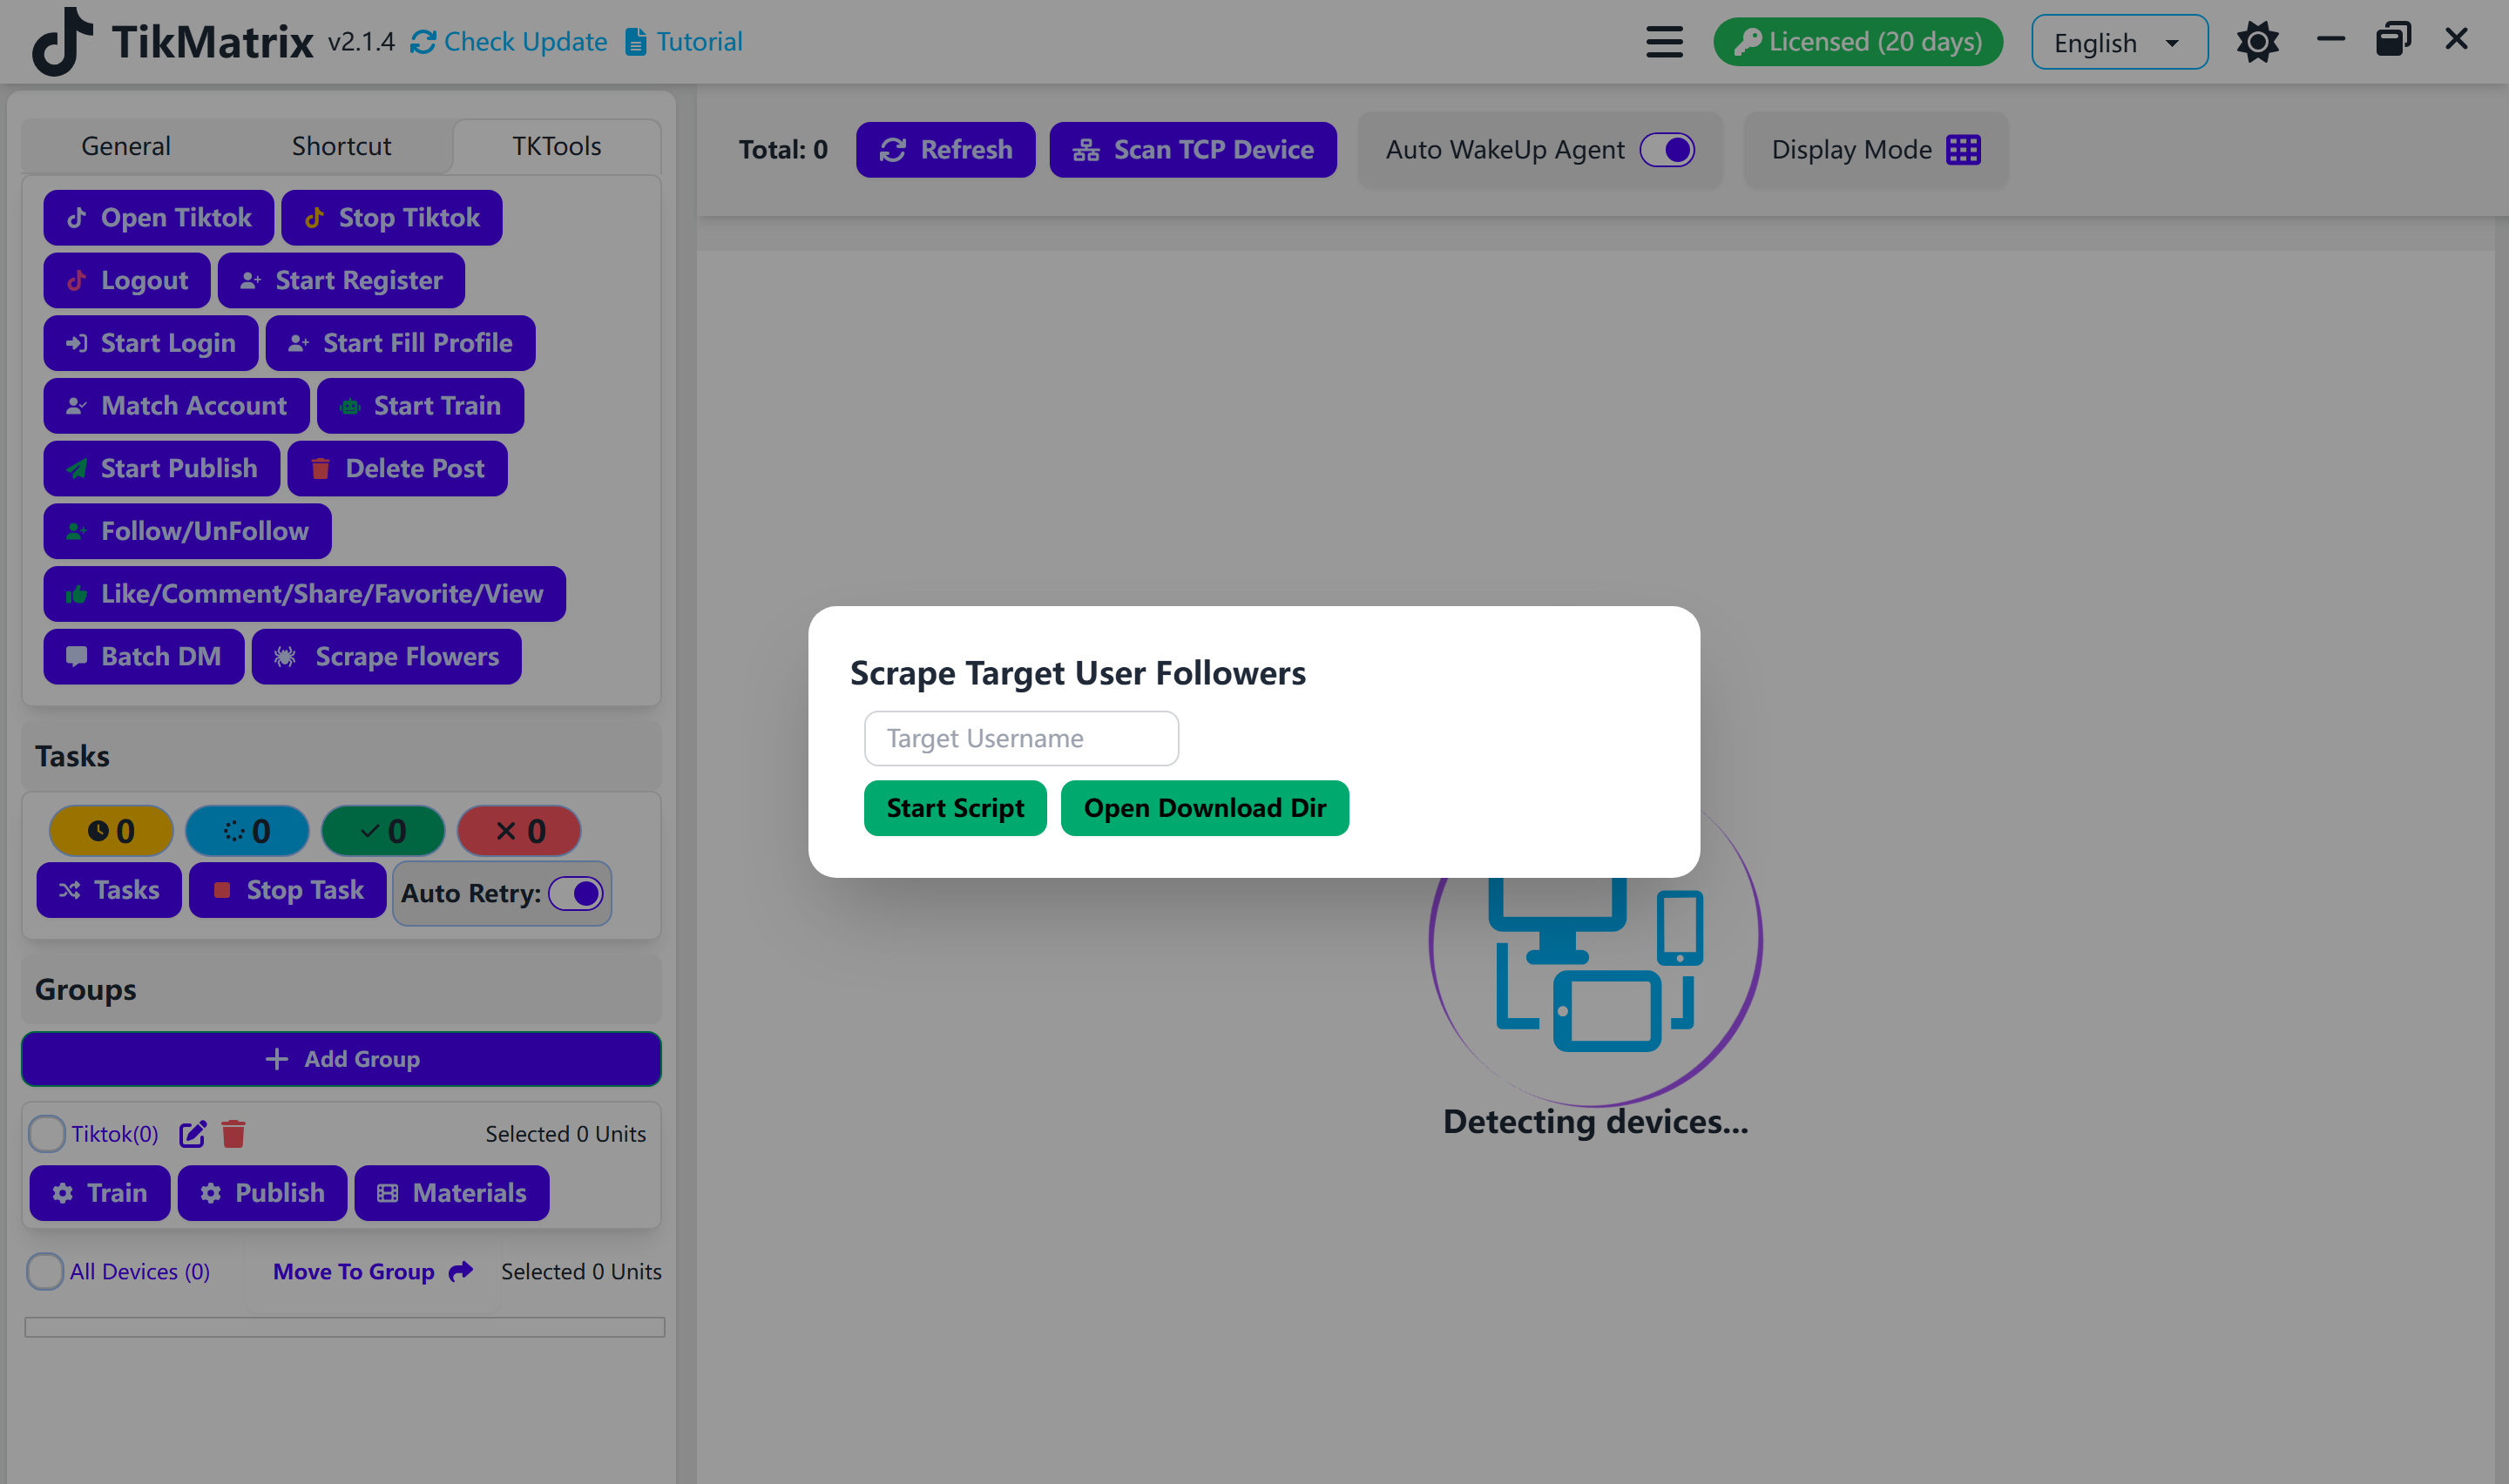 TikMatrix v2.1.4 Check Update Tutorial
Licensed (20 days) English
General Shortcut TKTools
Open Tiktok Stop Tiktok
Logout Start Register
Start Login Start Fill Profile
Match Account Start Train
Start Publish Delete Post
Follow/UnFollow
Like/Comment/Share/Favorite/View
Batch DM Scrape Flowers
Tasks
0 0 0 0
Tasks Stop Task Auto Retry:
Groups
Add Group
Tiktok(0) Selected 0 Units
Train Publish Materials
All Devices (0) Move To Group Selected 0 Units
Total: 0 Refresh Scan TCP Device Auto WakeUp Agent Display Mode
Scrape Target User Followers
Target Username
Start Script Open Download Dir
Detecting devices...